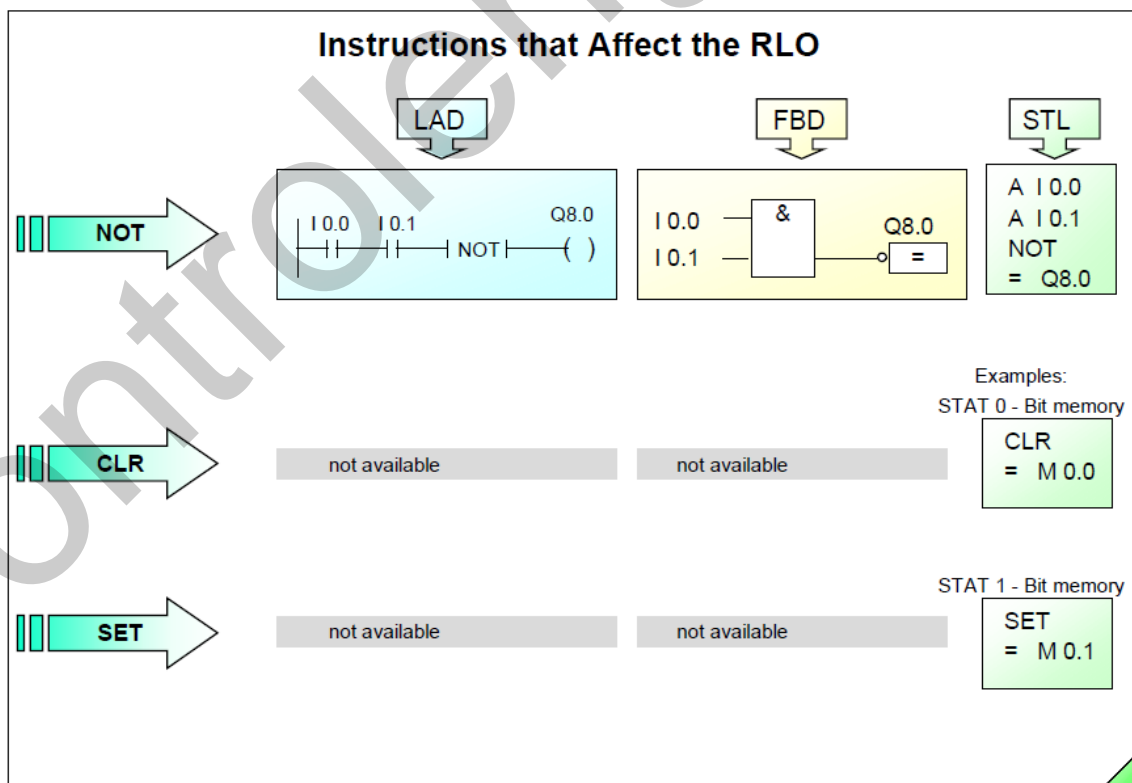 Instructions that Affect the RLO
LAD
FBD
STL
NOT
I 0.0 I 0.1 NOT Q8.0 ( )
I 0.0
I 0.1
&
Q8.0
=
A I 0.0
A I 0.1
NOT
= Q8.0
Examples:
STAT 0 - Bit memory
CLR
not available
not available
CLR
= M 0.0
STAT 1 - Bit memory
SET
not available
not available
SET
= M 0.1